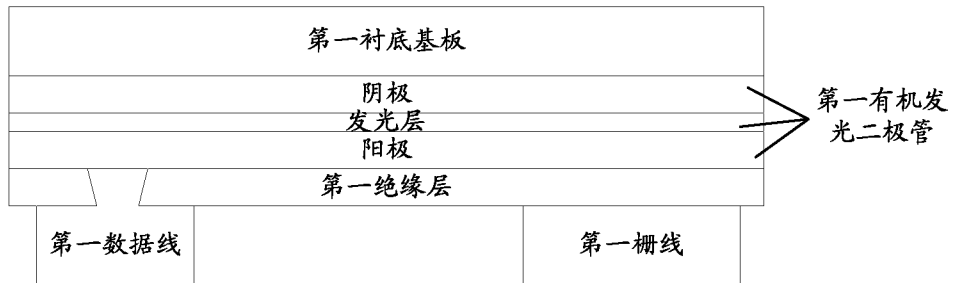 第一衬底基板
阴极
发光层
阳极
第一有机发
光二极管
第一绝缘层
第一数据线
第一栅线